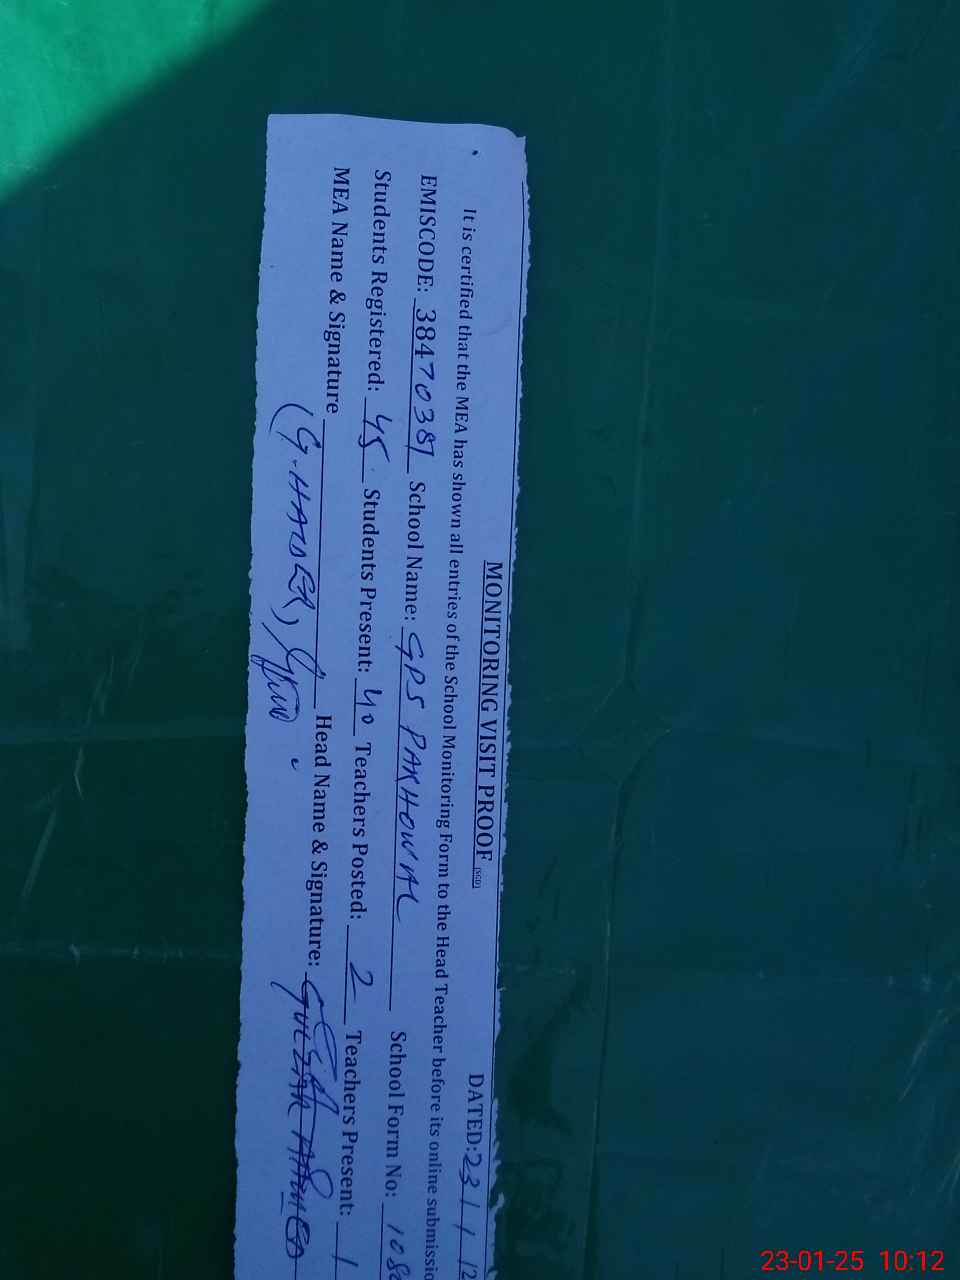 MONITORING VISIT PROOF (SGD) DATED: 23/1/2
It is certified that the MEA has shown all entries of the School Monitoring Form to the Head Teacher before its online submissio
EMISCODE: 38470387 School Name: GPS PAKHOWAL School Form No: 108
Students Registered: 45 Students Present: 40 Teachers Posted: 2 Teachers Present: 1
MEA Name & Signature Head Name & Signature: GULZAR AHMED
(G. HAIDER)
23-01-25 10:12